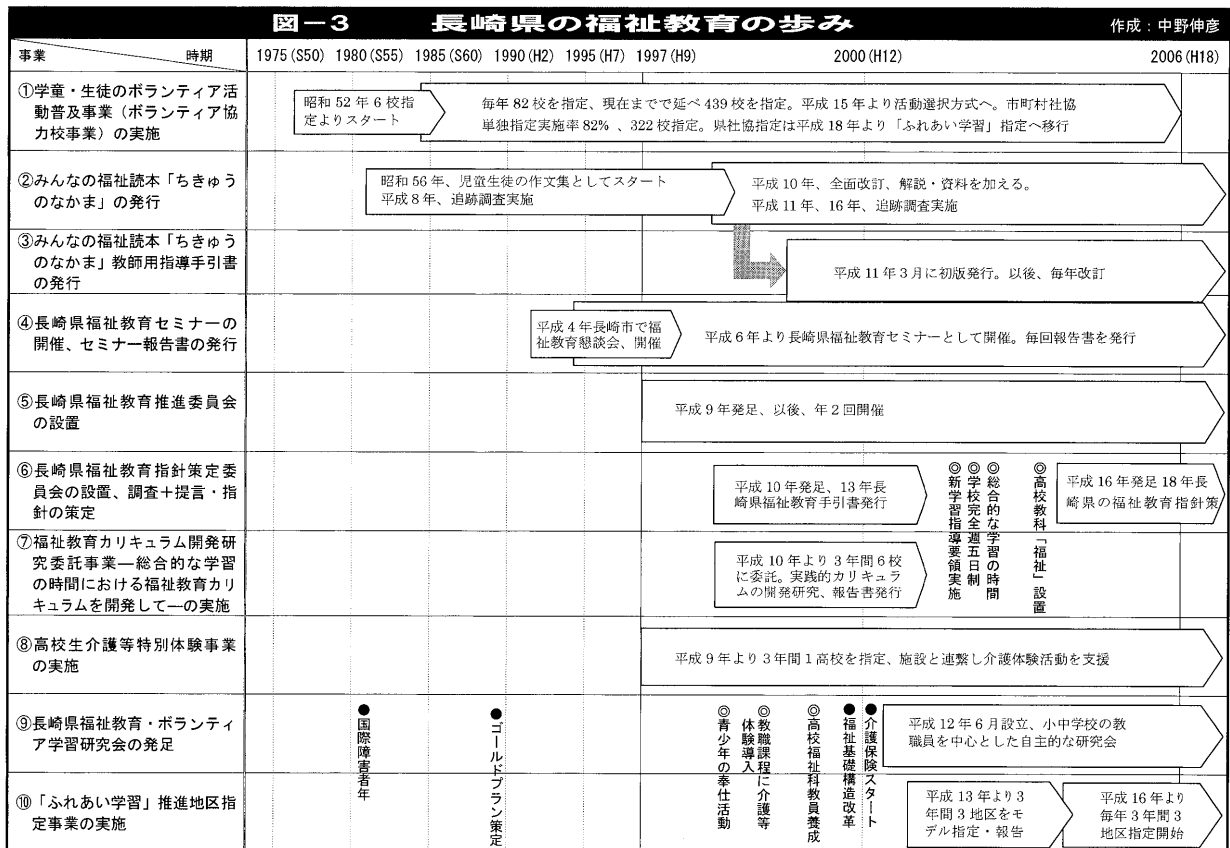 図－3　長崎県の福祉教育の歩み
作成：中野伸彦
事業　時期
1975 (S50)　1980 (S55)　1985 (S60)　1990 (H2)　1995 (H7)　1997 (H9)　2000 (H12)　2006 (H18)
①学童・生徒のボランティア活
動普及事業（ボランティア協
力校事業）の実施
昭和 52 年 6 校指
定よりスタート
毎年 82 校を指定、現在までで延べ 439 校を指定。平成 15 年より活動選択方式へ。市町村社協
単独指定実施率 82% 、322 校指定。県社協指定は平成 18 年より「ふれあい学習」指定へ移行
②みんなの福祉読本「ちきゅう
のなかま」の発行
昭和 56 年、児童生徒の作文集としてスタート
平成 8 年、追跡調査実施
平成 10 年、全面改訂、解説・資料を加える。
平成 11 年、16 年、追跡調査実施
③みんなの福祉読本「ちきゅう
のなかま」教師用指導手引書
の発行
平成 11 年 3 月に初版発行。以後、毎年改訂
④長崎県福祉教育セミナーの
開催、セミナー報告書の発行
平成 4 年長崎市で福
祉教育懇談会、開催
平成 6 年より長崎県福祉教育セミナーとして開催。毎回報告書を発行
⑤長崎県福祉教育推進委員会
の設置
平成 9 年発足、以後、年 2 回開催
⑥長崎県福祉教育指針策定委
員会の設置、調査＋提言・指
針の策定
平成 10 年発足、13 年長
崎県福祉教育手引書発行
◎新学習指導要領実施
◎学校完全週五日制
◎総合的な学習の時間
◎高校教科「福祉」設置
平成 16 年発足 18 年長
崎県の福祉教育指針策
⑦福祉教育カリキュラム開発研
究委託事業―総合的な学習
の時間における福祉教育カリ
キュラムを開発して―の実施
平成 10 年より 3 年間 6 校
に委託。実践的カリキュラ
ムの開発研究、報告書発行
⑧高校生介護等特別体験事業
の実施
平成 9 年より 3 年間 1 高校を指定、施設と連繋し介護体験活動を支援
⑨長崎県福祉教育・ボランティ
ア学習研究会の発足
●国際障害者年
●ゴールドプラン策定
◎青少年の奉仕活動
◎教職課程に介護等
体験導入
◎高校福祉科教員養成
●福祉基礎構造改革
●介護保険スタート
平成 12 年 6 月設立、小中学校の教
職員を中心とした自主的な研究会
⑩「ふれあい学習」推進地区指
定事業の実施
平成 13 年より 3
年間 3 地区をモ
デル指定・報告
平成 16 年より
毎年 3 年間 3
地区指定開始